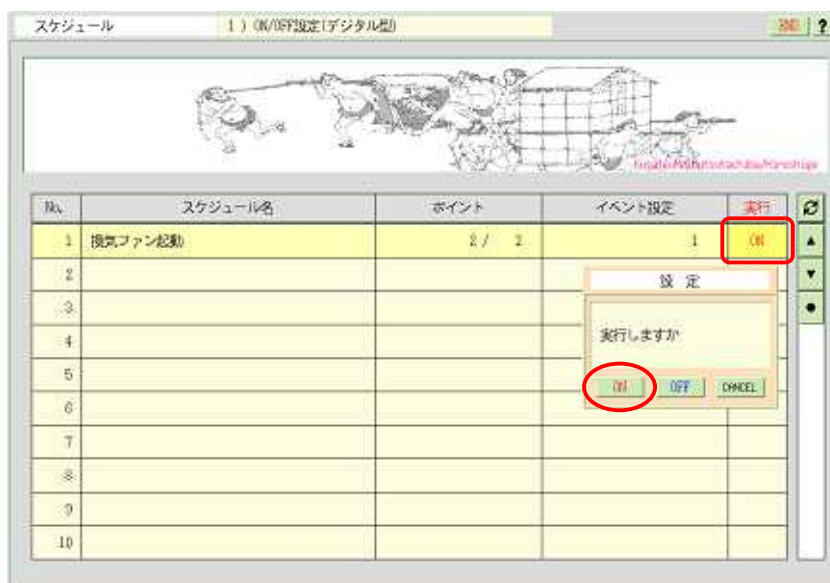 スケジュール
1 ) ON/OFF設定(デジタル型)
END
?
No.
スケジュール名
ポイント
イベント設定
実行
1
換気ファン起動
2 / 2
1
ON
2
3
4
5
6
7
8
9
10
設 定
実行しますか
ON
OFF
CANCEL